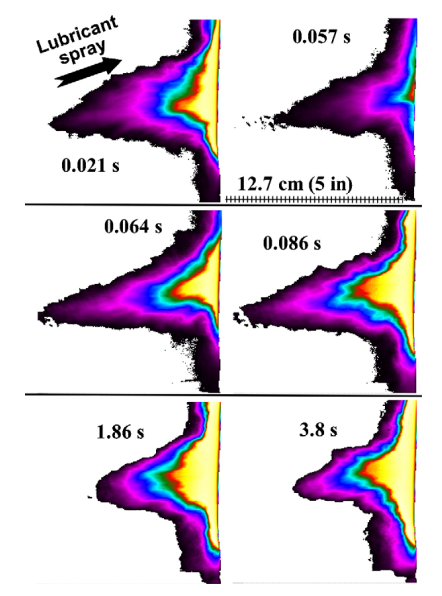 Lubricant
spray
0.021 s
0.057 s
12.7 cm (5 in)
0.064 s
0.086 s
1.86 s
3.8 s